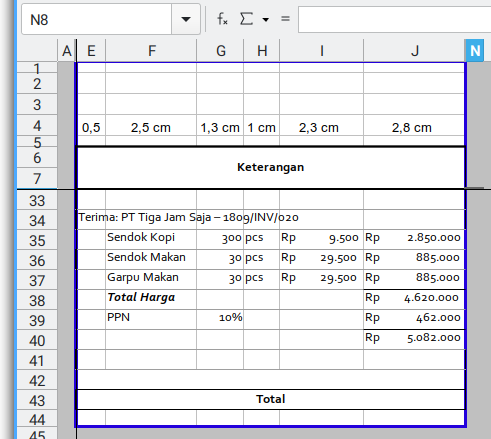 N8 fx Σ =
A E F G H I J N
1
2
3
4 0,5 2,5 cm 1,3 cm 1 cm 2,3 cm 2,8 cm
5
6
Keterangan
7
33
34 Terima: PT Tiga Jam Saja – 1809/INV/020
35 Sendok Kopi 300 pcs Rp 9.500 Rp 2.850.000
36 Sendok Makan 30 pcs Rp 29.500 Rp 885.000
37 Garpu Makan 30 pcs Rp 29.500 Rp 885.000
38 Total Harga Rp 4.620.000
39 PPN 10% Rp 462.000
40 Rp 5.082.000
41
42
43 Total
44
45